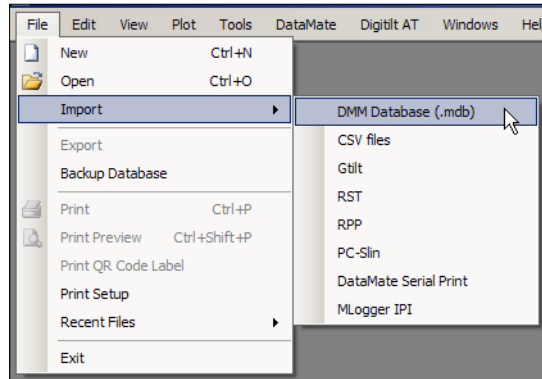 File Edit View Plot Tools DataMate Digitilt AT Windows Hel
New Ctrl+N
Open Ctrl+O
Import
Export
Backup Database
Print Ctrl+P
Print Preview Ctrl+Shift+P
Print QR Code Label
Print Setup
Recent Files
Exit
DMM Database (.mdb)
CSV files
Gtilt
RST
RPP
PC-Slin
DataMate Serial Print
MLogger IPI